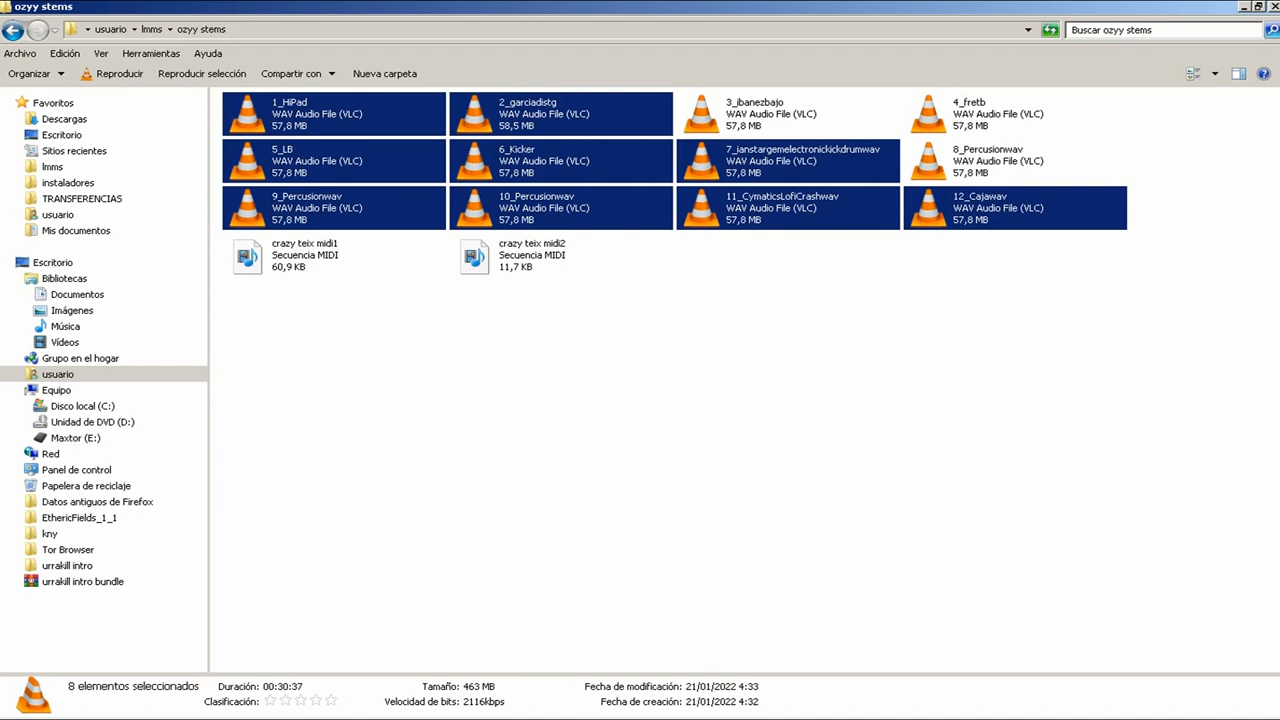 ozyy stems
usuario lmms ozyy stems
Buscar ozyy stems
Archivo Edición Ver Herramientas Ayuda
Organizar Reproducir Reproducir selección Compartir con Nueva carpeta
Favoritos
Descargas
Escritorio
Sitios recientes
lmms
instaladores
TRANSFERENCIAS
usuario
Mis documentos
Escritorio
Bibliotecas
Documentos
Imágenes
Música
Vídeos
Grupo en el hogar
usuario
Equipo
Disco local (C:)
Unidad de DVD (D:)
Maxtor (E:)
Red
Panel de control
Papelera de reciclaje
Datos antiguos de Firefox
EthericFields_1_1
kny
Tor Browser
urrakill intro
urrakill intro bundle
1_HiPad
WAV Audio File (VLC)
57,8 MB
2_garciadistg
WAV Audio File (VLC)
58,5 MB
3_ibanezbajo
WAV Audio File (VLC)
57,8 MB
4_fretb
WAV Audio File (VLC)
57,8 MB
5_LB
WAV Audio File (VLC)
57,8 MB
6_Kicker
WAV Audio File (VLC)
57,8 MB
7_ianstargemelectronickickdrumwav
WAV Audio File (VLC)
57,8 MB
8_Percusionwav
WAV Audio File (VLC)
57,8 MB
9_Percusionwav
WAV Audio File (VLC)
57,8 MB
10_Percusionwav
WAV Audio File (VLC)
57,8 MB
11_CymaticsLofiCrashwav
WAV Audio File (VLC)
57,8 MB
12_Cajawav
WAV Audio File (VLC)
57,8 MB
crazy teix midi1
Secuencia MIDI
60,9 KB
crazy teix midi2
Secuencia MIDI
11,7 KB
8 elementos seleccionados
Duración: 00:30:37
Clasificación:
Tamaño: 463 MB
Velocidad de bits: 2116kbps
Fecha de modificación: 21/01/2022 4:33
Fecha de creación: 21/01/2022 4:32